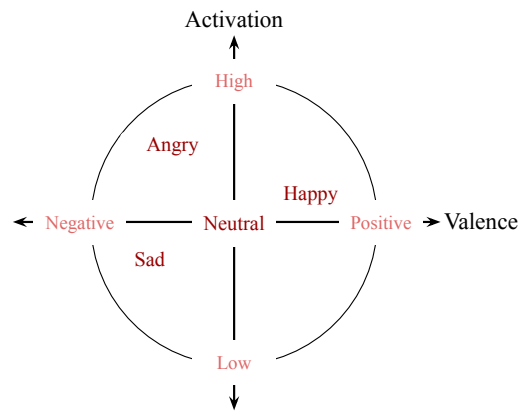 Activation
High
Angry
Happy
Negative Neutral Positive Valence
Sad
Low